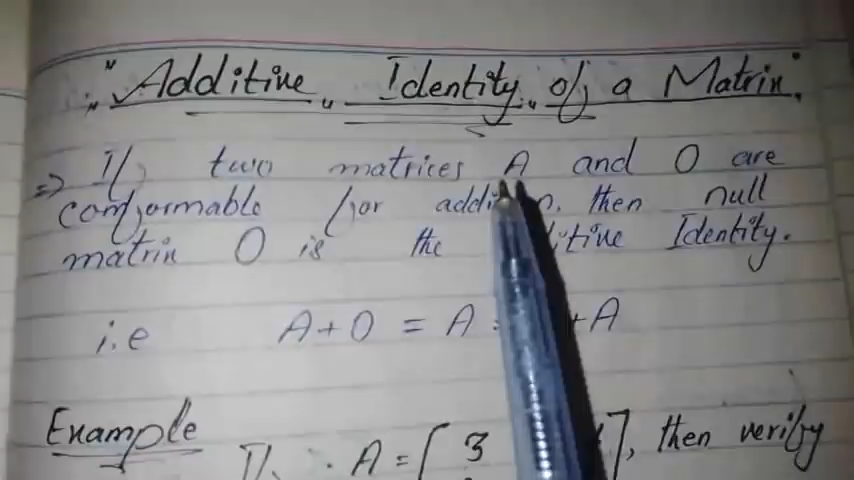 "Additive Identity of a Matrix"
=> If two matrices A and O are
conformable for addi n, then null
matrix O is the itive Identity.
i.e A+O = A +A
Example
If A = [3 ], then verify